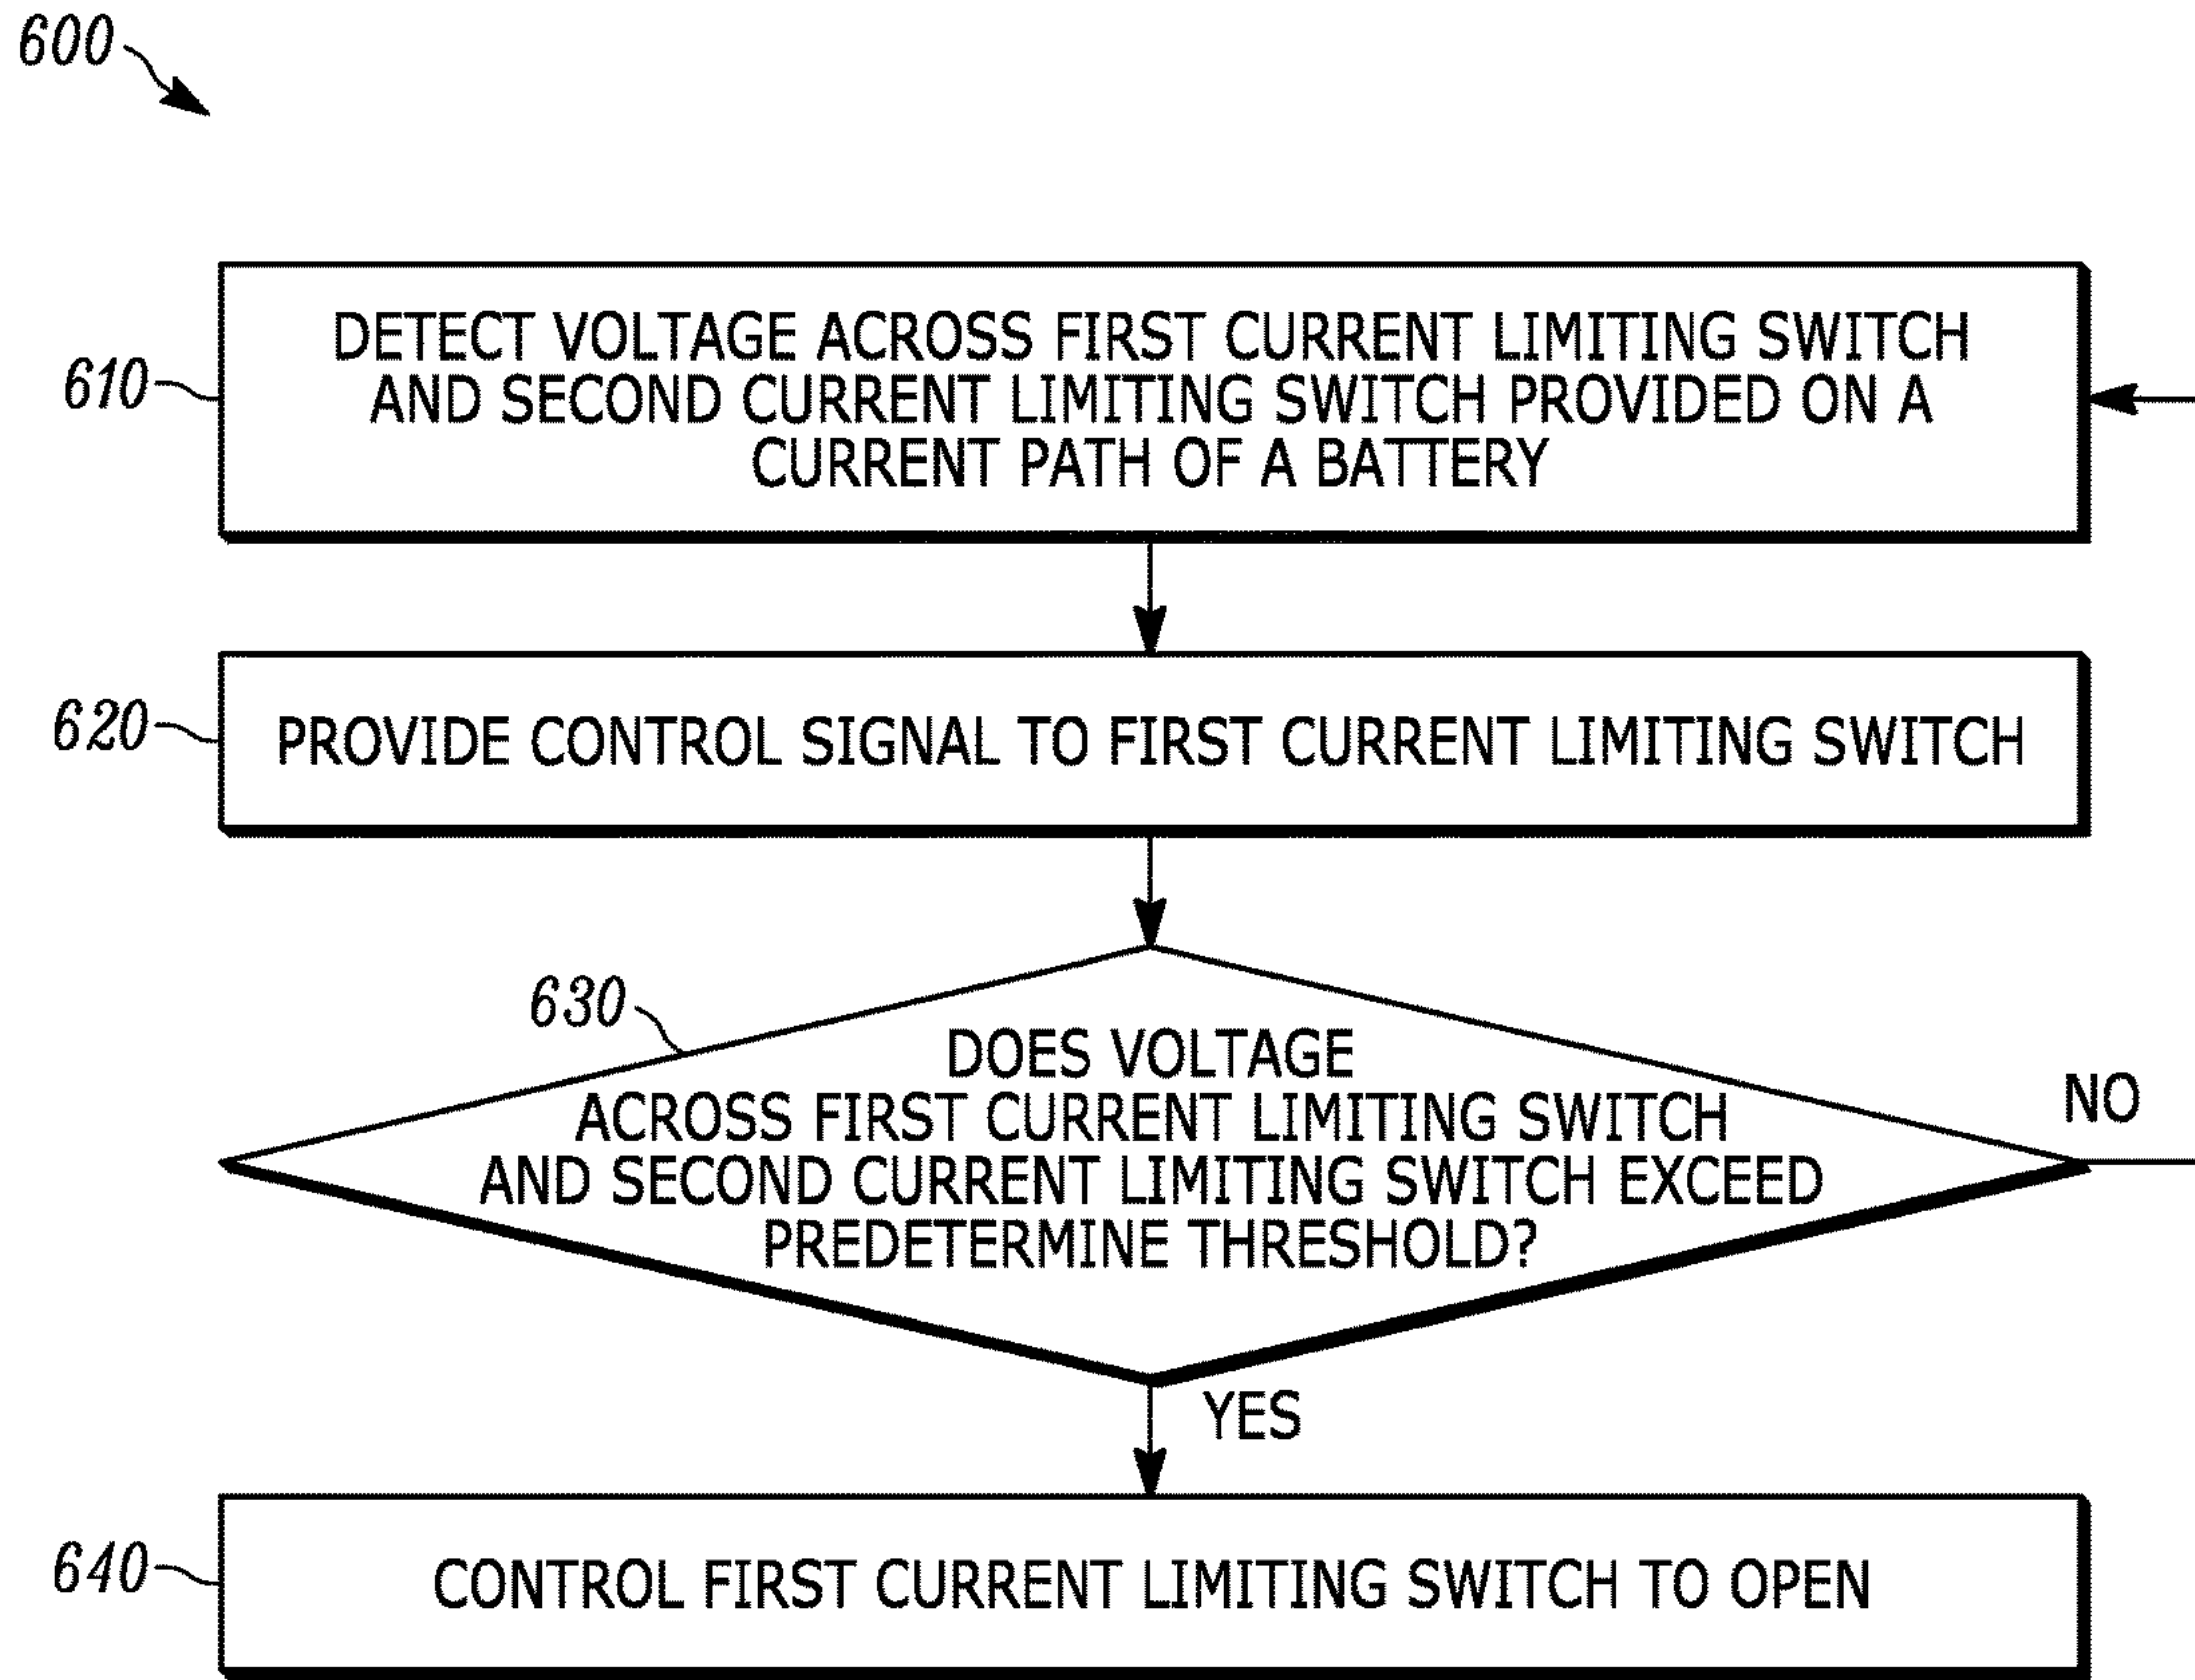 600
610
DETECT VOLTAGE ACROSS FIRST CURRENT LIMITING SWITCH
AND SECOND CURRENT LIMITING SWITCH PROVIDED ON A
CURRENT PATH OF A BATTERY
620
PROVIDE CONTROL SIGNAL TO FIRST CURRENT LIMITING SWITCH
630
DOES VOLTAGE
ACROSS FIRST CURRENT LIMITING SWITCH
AND SECOND CURRENT LIMITING SWITCH EXCEED
PREDETERMINE THRESHOLD?
NO
YES
640
CONTROL FIRST CURRENT LIMITING SWITCH TO OPEN